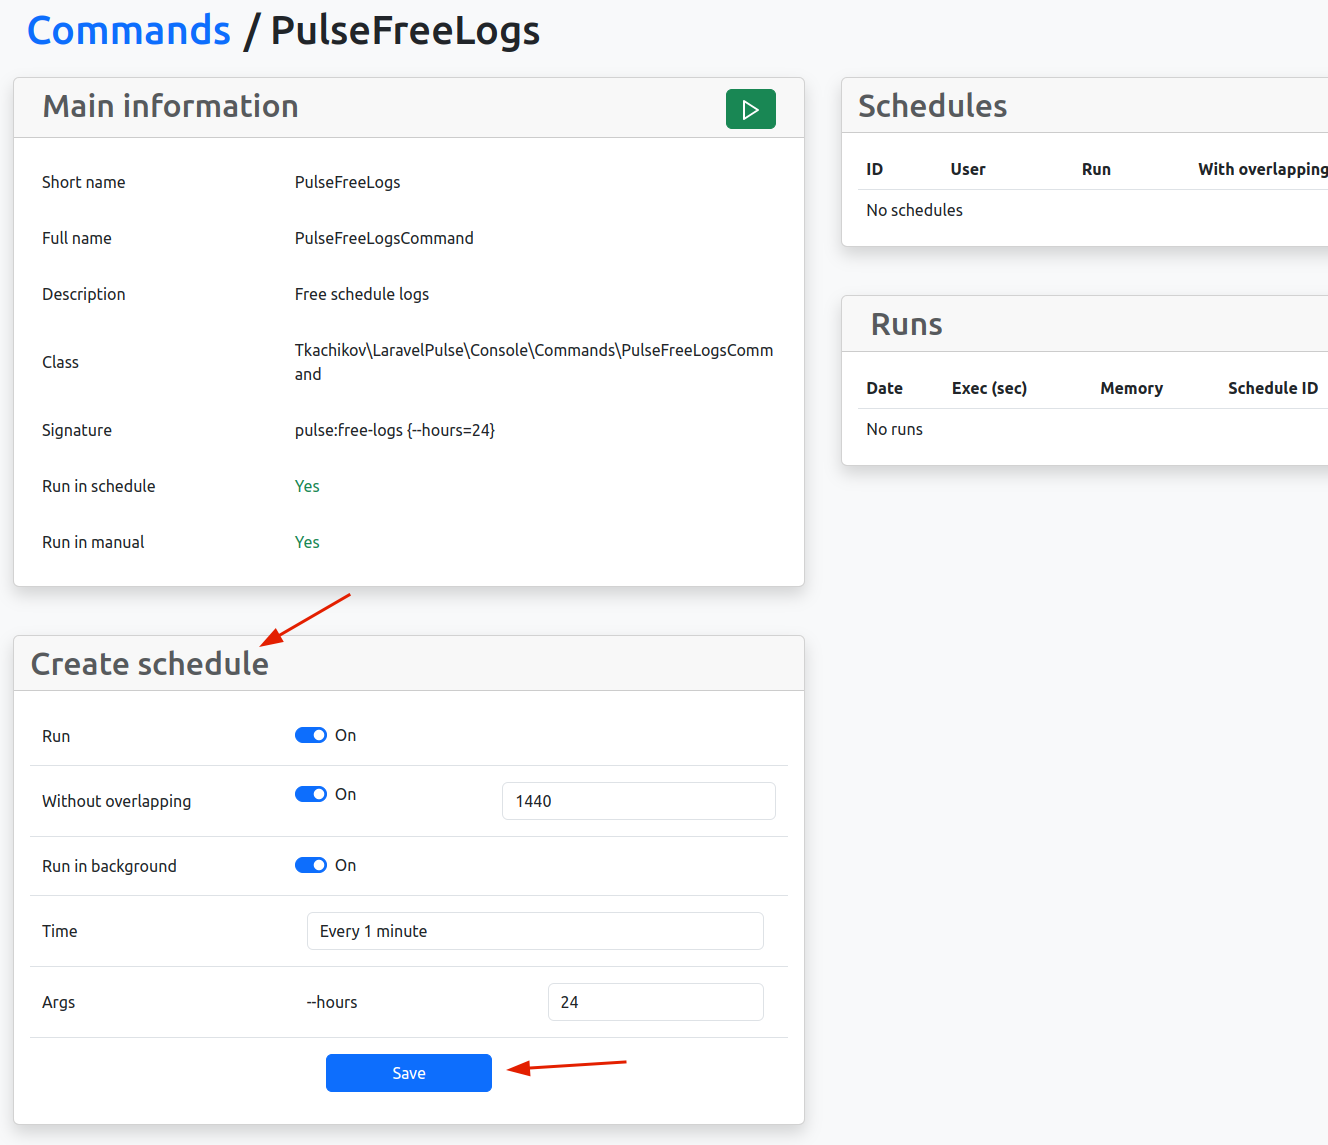 Commands / PulseFreeLogs
Main information
Short name PulseFreeLogs
Full name PulseFreeLogsCommand
Description Free schedule logs
Class Tkachikov\LaravelPulse\Console\Commands\PulseFreeLogsComm
and
Signature pulse:free-logs {--hours=24}
Run in schedule Yes
Run in manual Yes
Create schedule
Run On
Without overlapping On 1440
Run in background On
Time Every 1 minute
Args --hours 24
Save
Schedules
ID User Run With overlapping
No schedules
Runs
Date Exec (sec) Memory Schedule ID
No runs